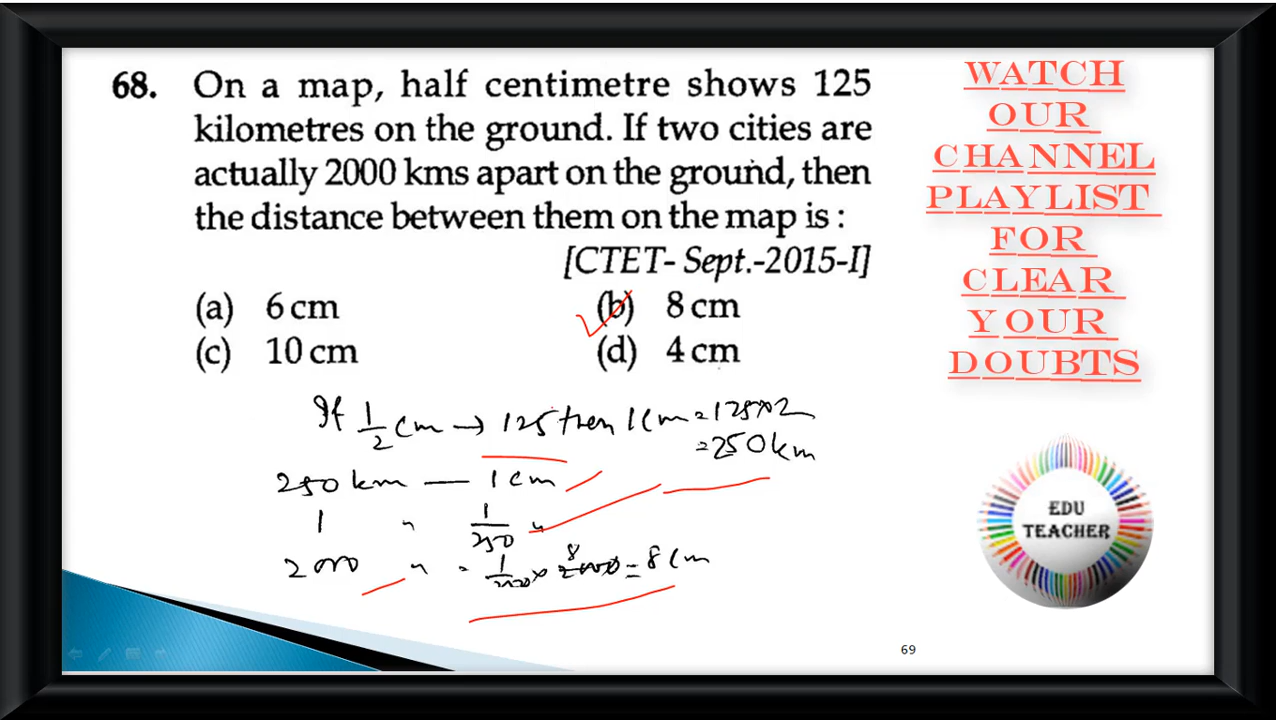 68. On a map, half centimetre shows 125
kilometres on the ground. If two cities are
actually 2000 kms apart on the ground, then
the distance between them on the map is :
[CTET- Sept.-2015-I]
(a) 6 cm (b) 8 cm
(c) 10 cm (d) 4 cm
If 1/2 cm → 125 then 1 cm = 125×2
= 250 km
250 km — 1 cm
1 " 1/250 "
2000 " = 1/250 × 2000 = 8 cm
8
WATCH
OUR
CHANNEL
PLAYLIST
FOR
CLEAR
YOUR
DOUBTS
EDU
TEACHER
69